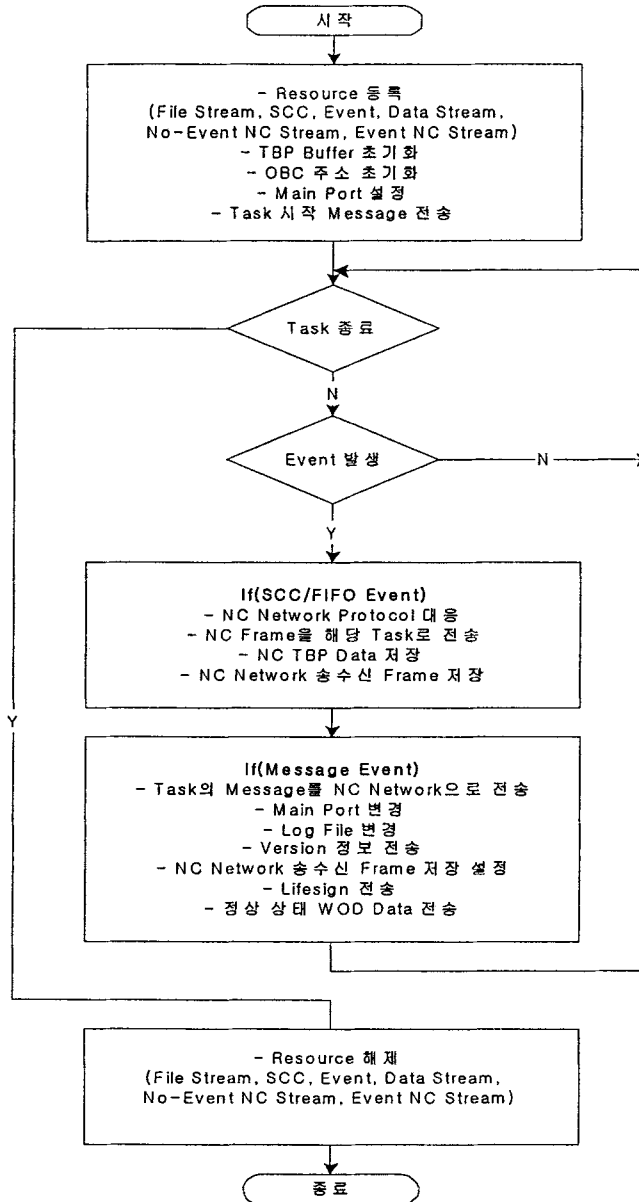 시작
- Resource 등록
(File Stream, SCC, Event, Data Stream,
No-Event NC Stream, Event NC Stream)
- TBP Buffer 초기화
- OBC 주소 초기화
- Main Port 설정
- Task 시작 Message 전송
Task 종료
N
Event 발생
N
Y
If(SCC/FIFO Event)
- NC Network Protocol 대응
- NC Frame을 해당 Task로 전송
- NC TBP Data 저장
- NC Network 송수신 Frame 저장
Y
If(Message Event)
- Task의 Message를 NC Network으로 전송
- Main Port 변경
- Log File 변경
- Version 정보 전송
- NC Network 송수신 Frame 저장 설정
- Lifesign 전송
- 정상 상태 WOD Data 전송
- Resource 해제
(File Stream, SCC, Event, Data Stream,
No-Event NC Stream, Event NC Stream)
종료